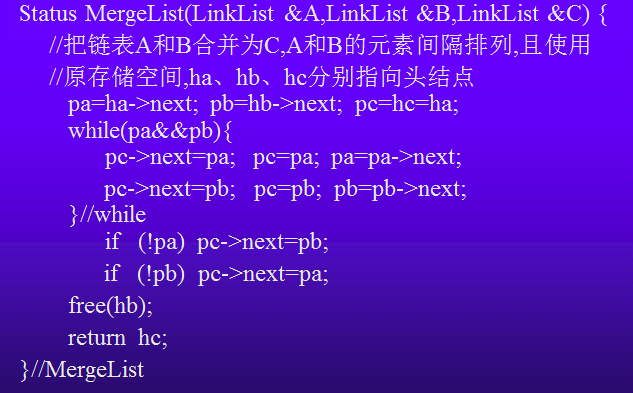 Status MergeList(LinkList &A,LinkList &B,LinkList &C) {
//把链表A和B合并为C,A和B的元素间隔排列,且使用
//原存储空间,ha、hb、hc分别指向头结点
pa=ha->next; pb=hb->next; pc=hc=ha;
while(pa&&pb){
pc->next=pa; pc=pa; pa=pa->next;
pc->next=pb; pc=pb; pb=pb->next;
}//while
if (!pa) pc->next=pb;
if (!pb) pc->next=pa;
free(hb);
return hc;
}//MergeList